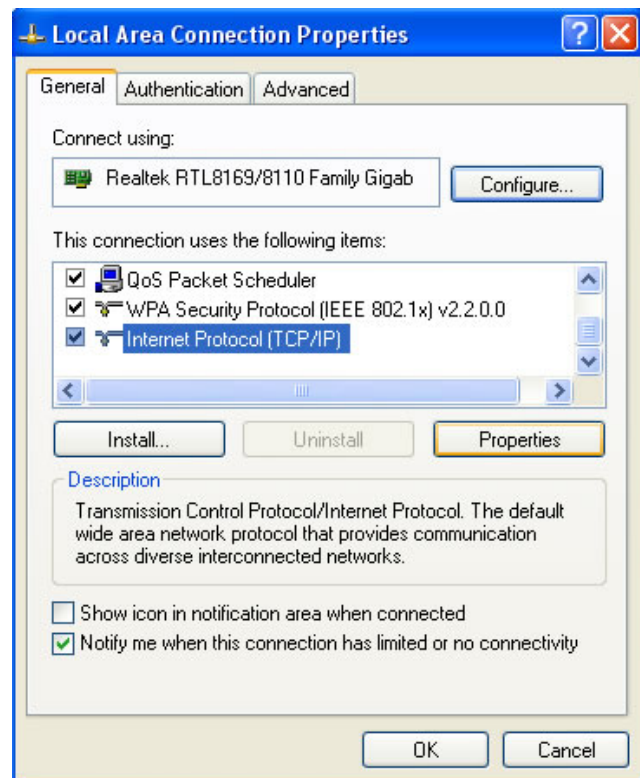 Local Area Connection Properties
General Authentication Advanced
Connect using:
Realtek RTL8169/8110 Family Gigab
Configure...
This connection uses the following items:
QoS Packet Scheduler
WPA Security Protocol (IEEE 802.1x) v2.2.0.0
Internet Protocol (TCP/IP)
Install... Uninstall Properties
Description
Transmission Control Protocol/Internet Protocol. The default
wide area network protocol that provides communication
across diverse interconnected networks.
Show icon in notification area when connected
Notify me when this connection has limited or no connectivity
OK Cancel